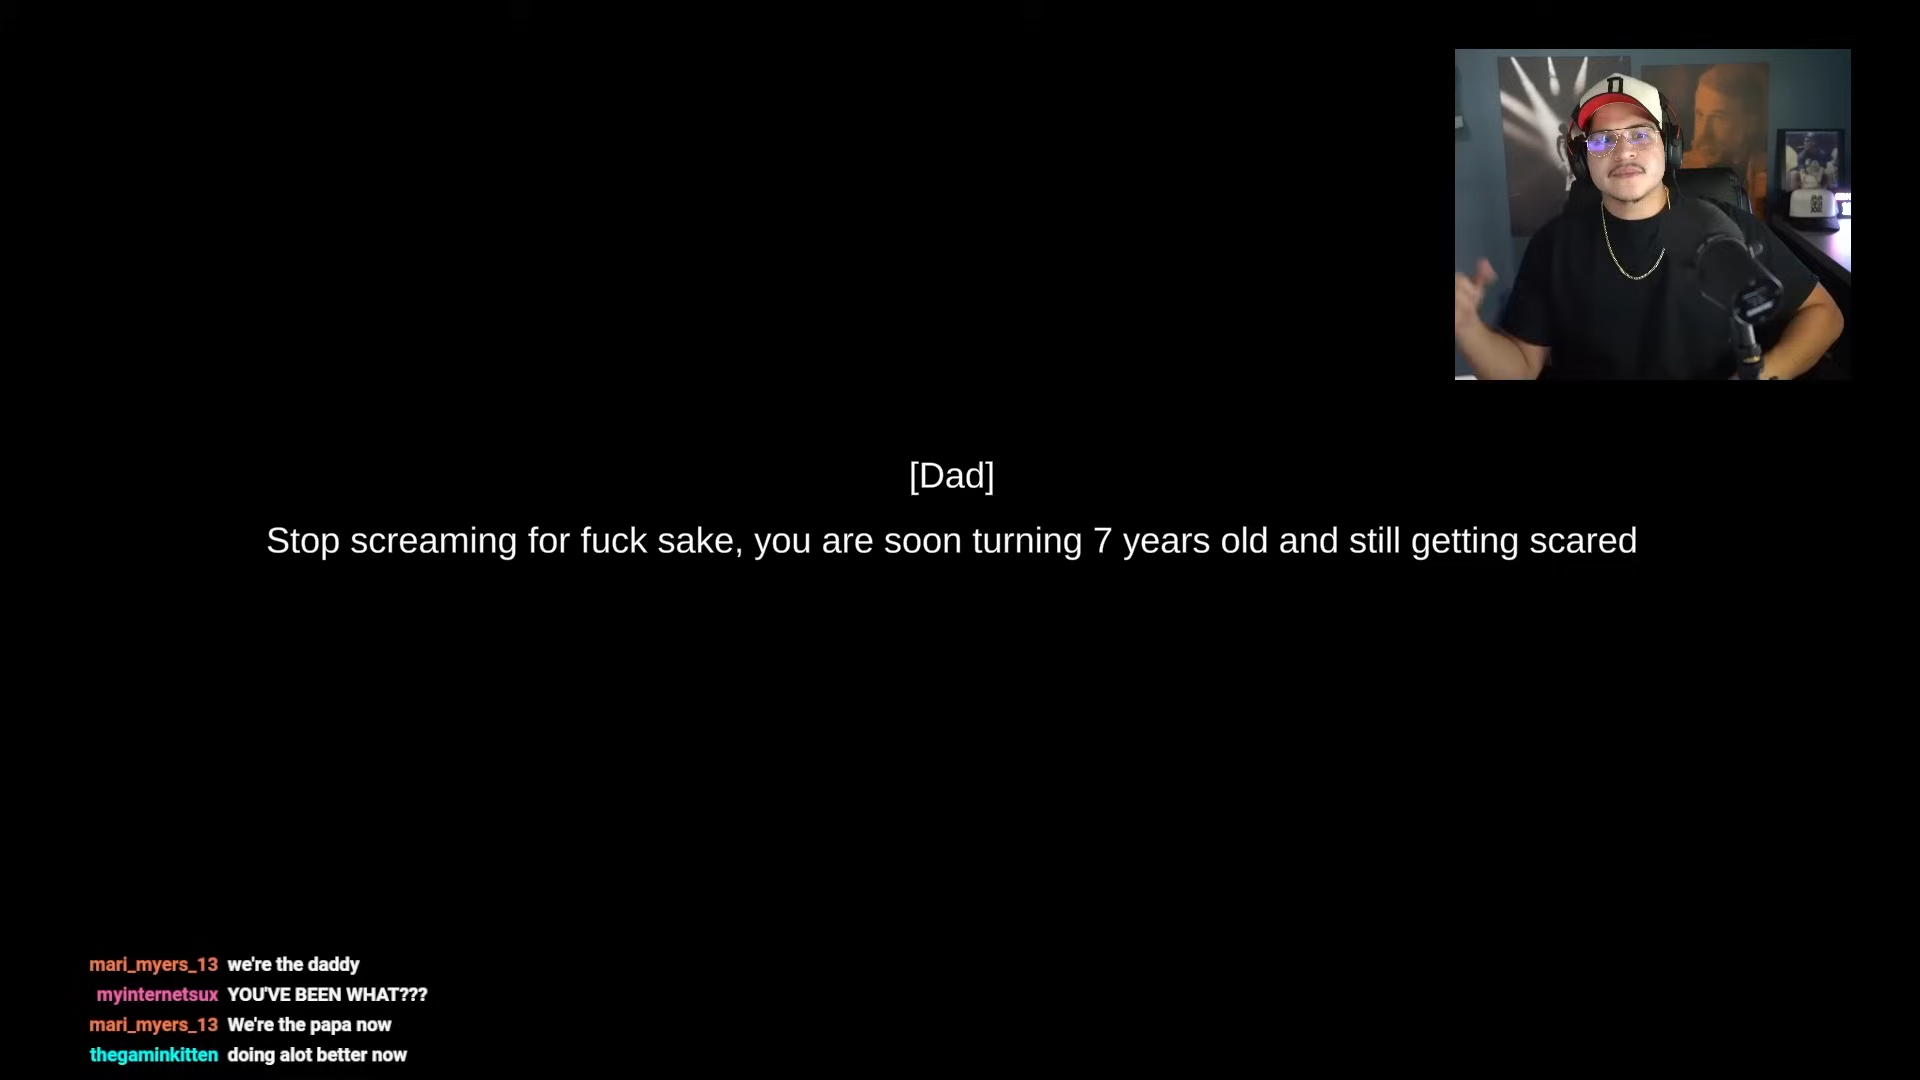 [Dad]
Stop screaming for fuck sake, you are soon turning 7 years old and still getting scared
mari_myers_13 we're the daddy
myinternetsux YOU'VE BEEN WHAT???
mari_myers_13 We're the papa now
thegaminkitten doing alot better now